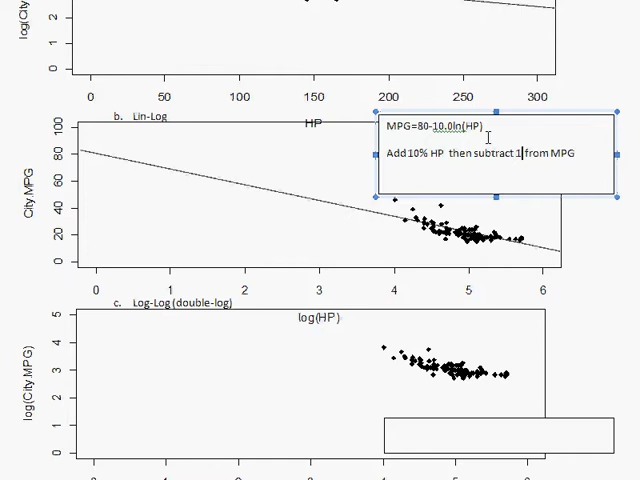 log(City
2
1
0
0 50 100 150 200 250 300
b. Lin-Log
HP
MPG=80-10.0ln(HP)
Add 10% HP then subtract 1 from MPG
City.MPG
100
80
60
40
20
0
0 1 2 3 4 5 6
c. Log-Log (double-log)
log(HP)
log(City.MPG)
5
4
3
2
1
0